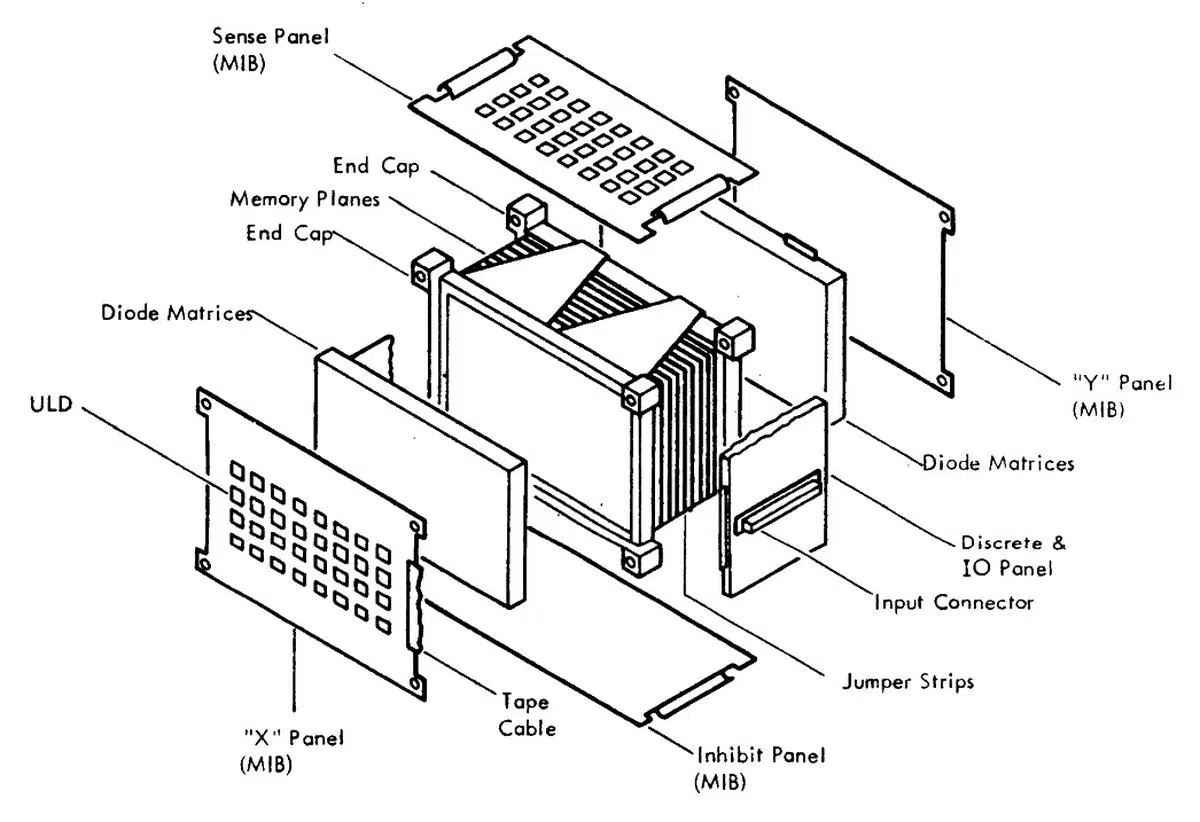 Sense Panel
(MIB)
End Cap
Memory Planes
End Cap
Diode Matrices
ULD
"Y" Panel
(MIB)
Diode Matrices
Discrete &
IO Panel
Input Connector
Jumper Strips
Tape
Cable
"X" Panel
(MIB)
Inhibit Panel
(MIB)